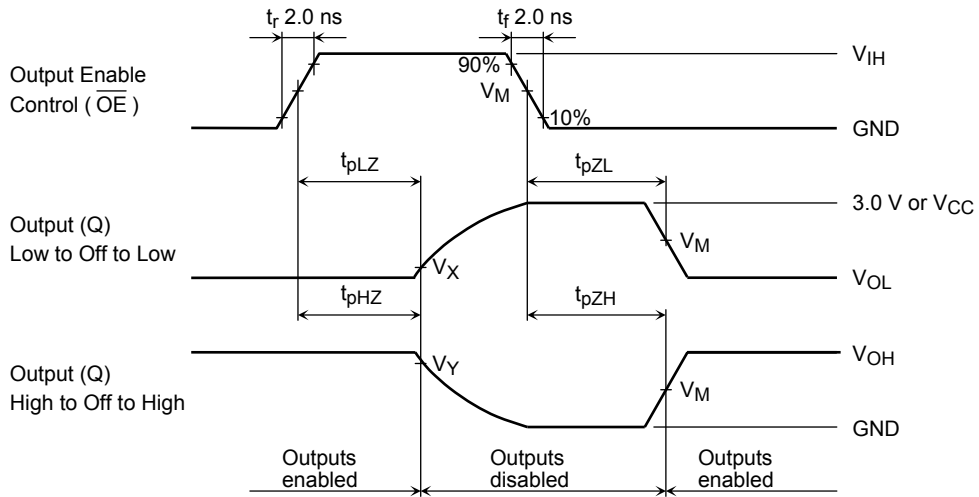 tr 2.0 ns
tf 2.0 ns
Output Enable
Control ( OE )
90%
VM
10%
VIH
GND
tpLZ
tpZL
Output (Q)
Low to Off to Low
VX
VM
3.0 V or VCC
VOL
tpHZ
tpZH
Output (Q)
High to Off to High
VY
VM
VOH
GND
Outputs
enabled
Outputs
disabled
Outputs
enabled